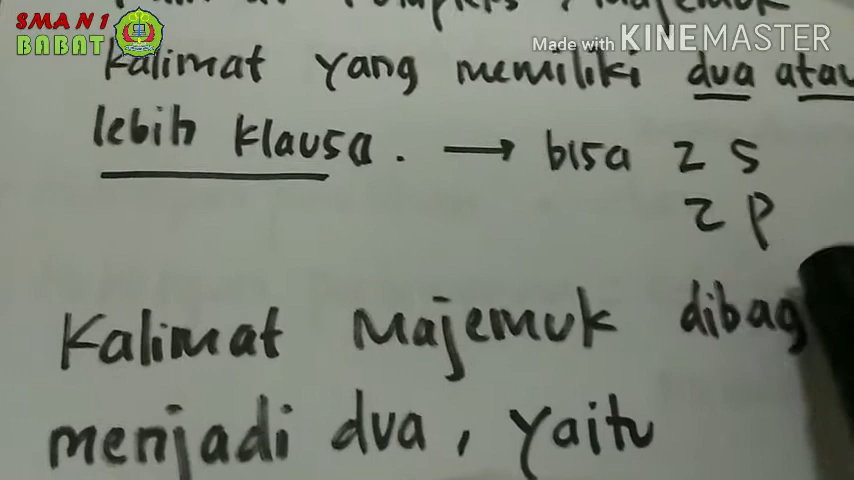 SMAN 1
BABAT
Made with KINEMASTER
Kalimat yang memiliki dua atau
lebih klausa. → bisa 2 S
2 P
Kalimat Majemuk dibag
menjadi dua, yaitu